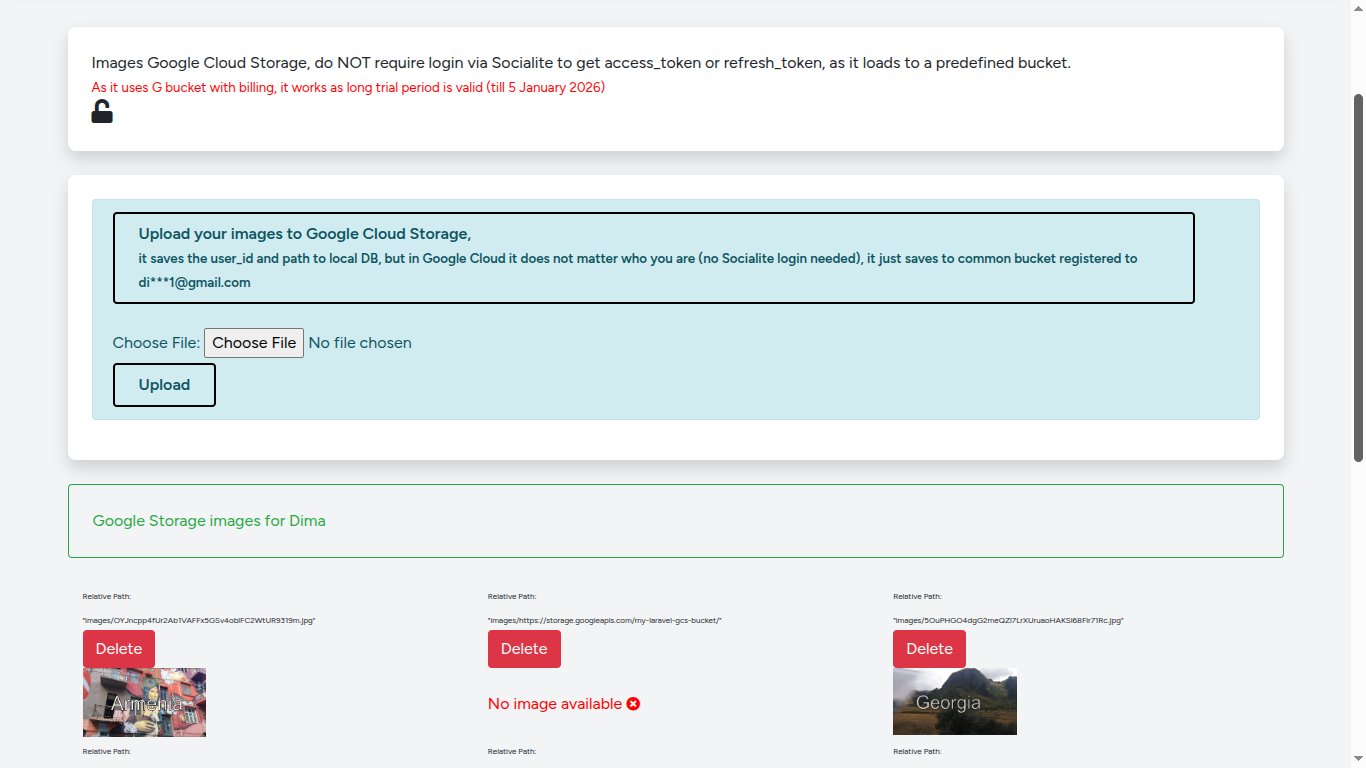 Images Google Cloud Storage, do NOT require login via Socialite to get access_token or refresh_token, as it loads to a predefined bucket.
As it uses G bucket with billing, it works as long trial period is valid (till 5 January 2026)
Upload your images to Google Cloud Storage,
it saves the user_id and path to local DB, but in Google Cloud it does not matter who you are (no Socialite login needed), it just saves to common bucket registered to
di***1@gmail.com
Choose File: Choose File No file chosen
Upload
Google Storage images for Dima
Relative Path: Relative Path: Relative Path:
"images/https://storage.googleapis.com/my-laravel-gcs-bucket/"
Delete Delete Delete
Armenia No image available Georgia
Relative Path: Relative Path: Relative Path: